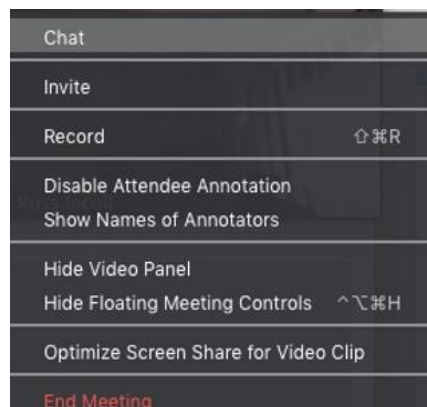 Chat
Invite
Record ⇧⌘R
Disable Attendee Annotation
Show Names of Annotators
Hide Video Panel
Hide Floating Meeting Controls ^⌥⌘H
Optimize Screen Share for Video Clip
End Meeting